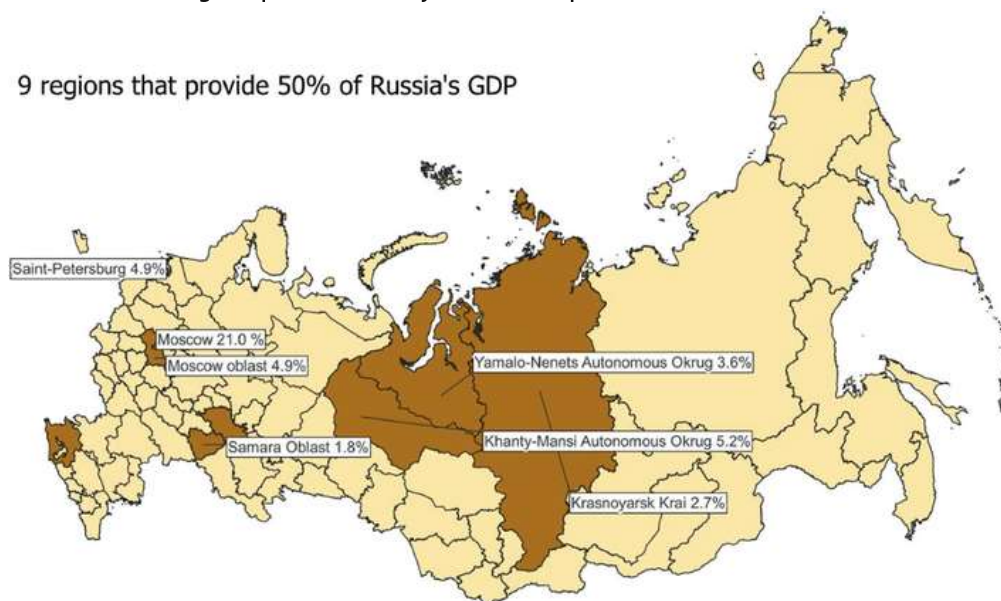 9 regions that provide 50% of Russia's GDP
Saint-Petersburg 4.9%
Moscow 21.0 %
Moscow oblast 4.9%
Yamalo-Nenets Autonomous Okrug 3.6%
Khanty-Mansi Autonomous Okrug 5.2%
Samara Oblast 1.8%
Krasnoyarsk Krai 2.7%